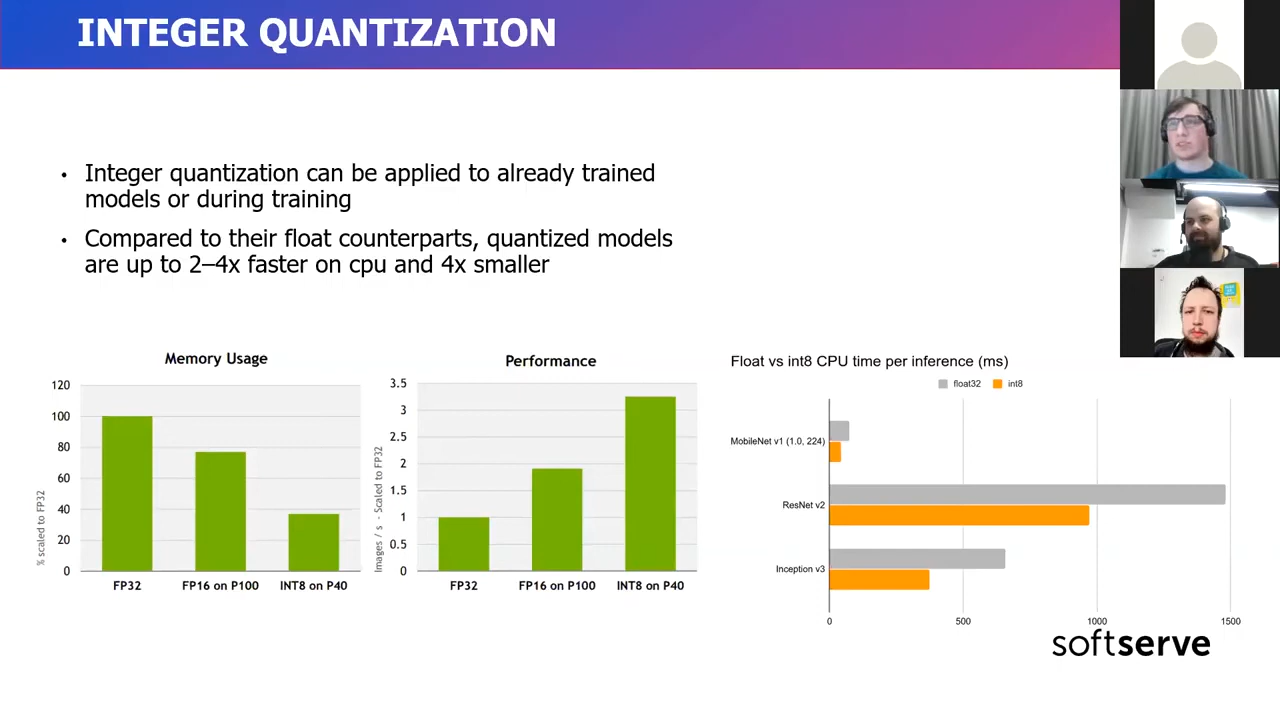 INTEGER QUANTIZATION
• Integer quantization can be applied to already trained
models or during training
• Compared to their float counterparts, quantized models
are up to 2–4x faster on cpu and 4x smaller
Memory Usage
% scaled to FP32
120
100
80
60
40
20
0
FP32 FP16 on P100 INT8 on P40
Performance
Images / s - Scaled to FP32
3.5
3
2.5
2
1.5
1
0.5
0
FP32 FP16 on P100 INT8 on P40
Float vs int8 CPU time per inference (ms)
float32 int8
MobileNet v1 (1.0, 224)
ResNet v2
Inception v3
0 500 1000 1500
softserve